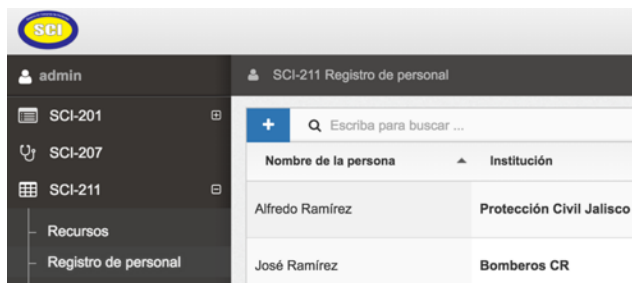 SCI
admin
SCI-211 Registro de personal
SCI-201
Escriba para buscar ...
SCI-207
Nombre de la persona Institución
SCI-211
Alfredo Ramírez Protección Civil Jalisco
Recursos
Registro de personal
José Ramírez Bomberos CR